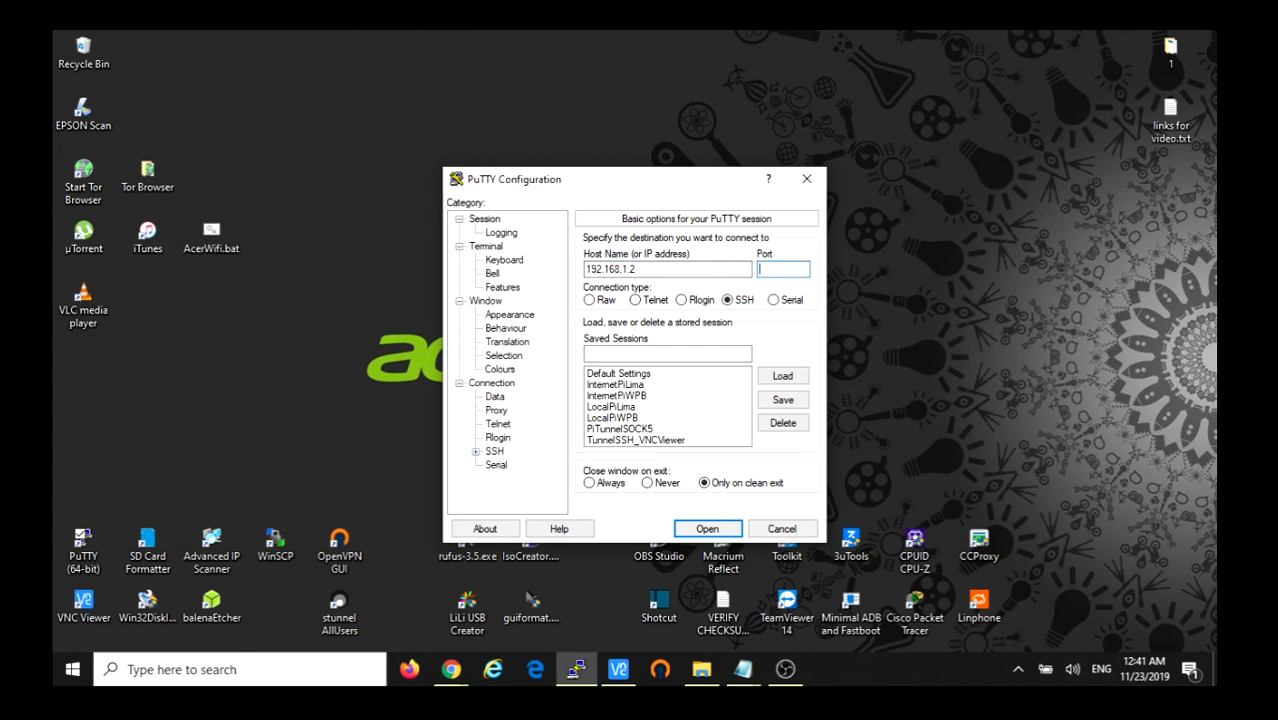 Recycle Bin
1
EPSON Scan
links for
video.txt
Start Tor
Browser
Tor Browser
µTorrent
iTunes
AcerWifi.bat
VLC media
player
PuTTY Configuration
?
Category:
Session
Logging
Terminal
Keyboard
Bell
Features
Window
Appearance
Behaviour
Translation
Selection
Colours
Connection
Data
Proxy
Telnet
Rlogin
SSH
Serial
Basic options for your PuTTY session
Specify the destination you want to connect to
Host Name (or IP address)
Port
192.168.1.2
Connection type:
Raw
Telnet
Rlogin
SSH
Serial
Load, save or delete a stored session
Saved Sessions
Default Settings
InternetPiLima
InternetPiWPB
LocalPiLima
LocalPiWPB
PiTunnelSOCK5
TunnelSSH_VNCViewer
Load
Save
Delete
Close window on exit:
Always
Never
Only on clean exit
About
Help
Open
Cancel
PuTTY
(64-bit)
SD Card
Formatter
Advanced IP
Scanner
WinSCP
OpenVPN
GUI
rufus-3.5.exe
IsoCreator....
OBS Studio
Macrium
Reflect
Toolkit
3uTools
CPUID
CPU-Z
CCProxy
VNC Viewer
Win32Diskl...
balenaEtcher
stunnel
AllUsers
LiLi USB
Creator
guiformat....
Shotcut
VERIFY
CHECKSU...
TeamViewer
14
Minimal ADB
and Fastboot
Cisco Packet
Tracer
Linphone
Type here to search
ENG
12:41 AM
11/23/2019
1